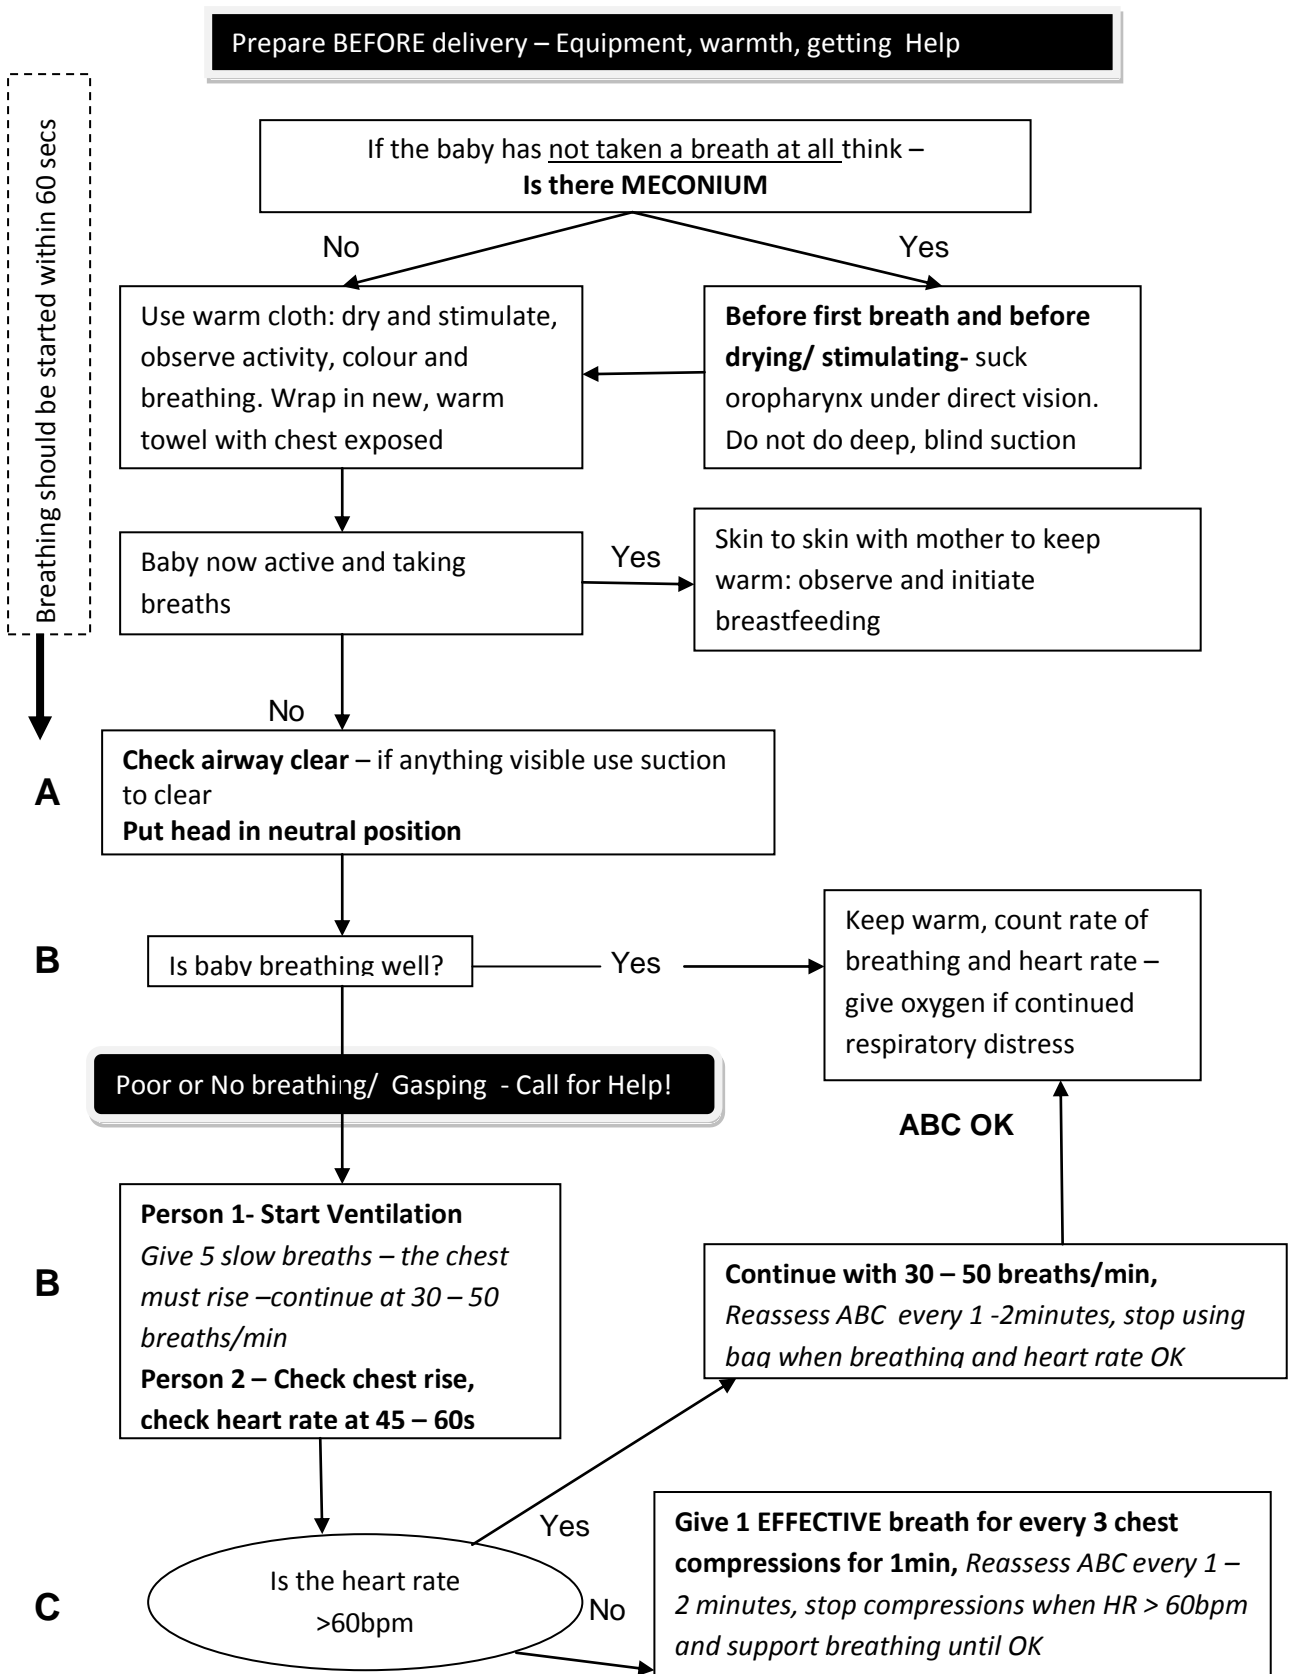 Prepare BEFORE delivery – Equipment, warmth, getting  Help
Breathing should be started within 60 secs
If the baby has not taken a breath at all think –
Is there MECONIUM
No
Yes
Use warm cloth: dry and stimulate,
observe activity, colour and
breathing. Wrap in new, warm
towel with chest exposed
Before first breath and before
drying/ stimulating- suck
oropharynx under direct vision.
Do not do deep, blind suction
Baby now active and taking
breaths
Yes
Skin to skin with mother to keep
warm: observe and initiate
breastfeeding
No
A
Check airway clear – if anything visible use suction
to clear
Put head in neutral position
B
Is baby breathing well?
Yes
Keep warm, count rate of
breathing and heart rate –
give oxygen if continued
respiratory distress
Poor or No breathing/  Gasping  - Call for Help!
ABC OK
B
Person 1- Start Ventilation
Give 5 slow breaths – the chest
must rise –continue at 30 – 50
breaths/min
Person 2 – Check chest rise,
check heart rate at 45 – 60s
Continue with 30 – 50 breaths/min,
Reassess ABC  every 1 -2minutes, stop using
bag when breathing and heart rate OK
C
Is the heart rate
>60bpm
Yes
No
Give 1 EFFECTIVE breath for every 3 chest
compressions for 1min, Reassess ABC every 1 –
2 minutes, stop compressions when HR > 60bpm
and support breathing until OK